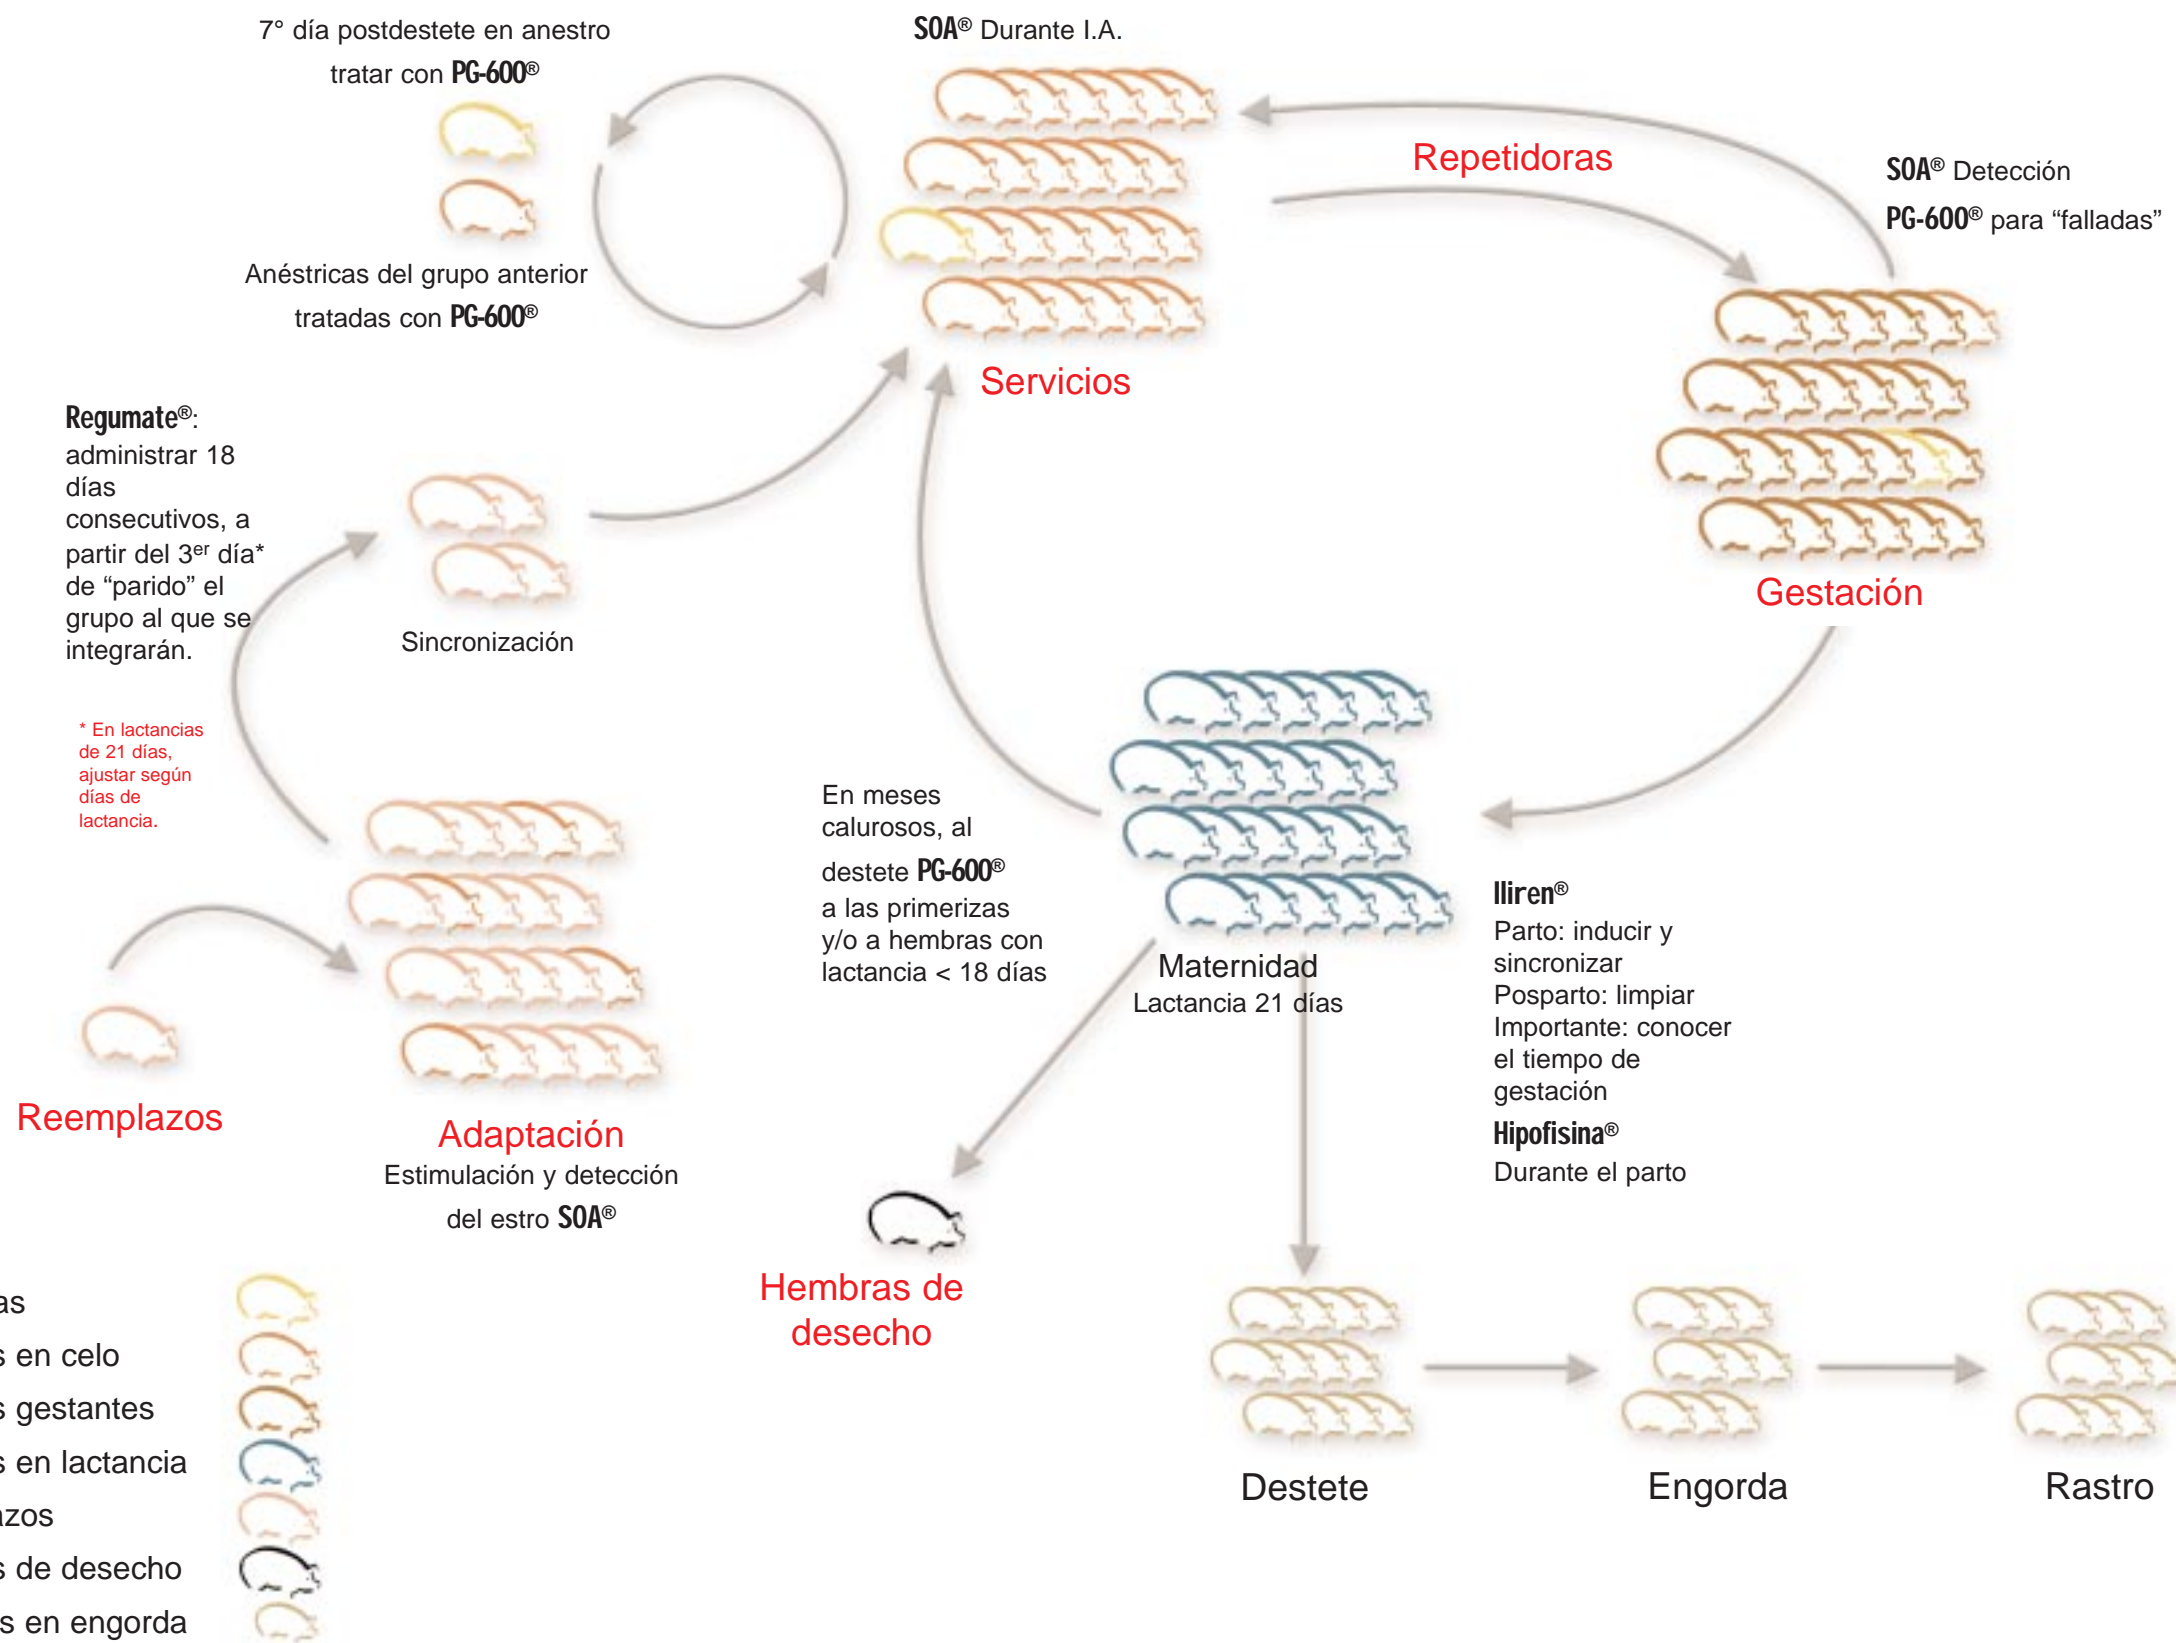 7° día postdestete en anestro
tratar con PG-600®
Anéstricas del grupo anterior
tratadas con PG-600®
SOA® Durante I.A.
Servicios
Repetidoras
SOA® Detección
PG-600® para “falladas”
Gestación
Regumate®:
administrar 18
días
consecutivos, a
partir del 3er día*
de “parido” el
grupo al que se
integrarán.
* En lactancias
de 21 días,
ajustar según
días de
lactancia.
Sincronización
Reemplazos
Adaptación
Estimulación y detección
del estro SOA®
En meses
calurosos, al
destete PG-600®
a las primerizas
y/o a hembras con
lactancia < 18 días
Maternidad
Lactancia 21 días
Iliren®
Parto: inducir y
sincronizar
Posparto: limpiar
Importante: conocer
el tiempo de
gestación
Hipofisina®
Durante el parto
Hembras de
desecho
Destete
Engorda
Rastro
as
s en celo
s gestantes
s en lactancia
azos
s de desecho
s en engorda